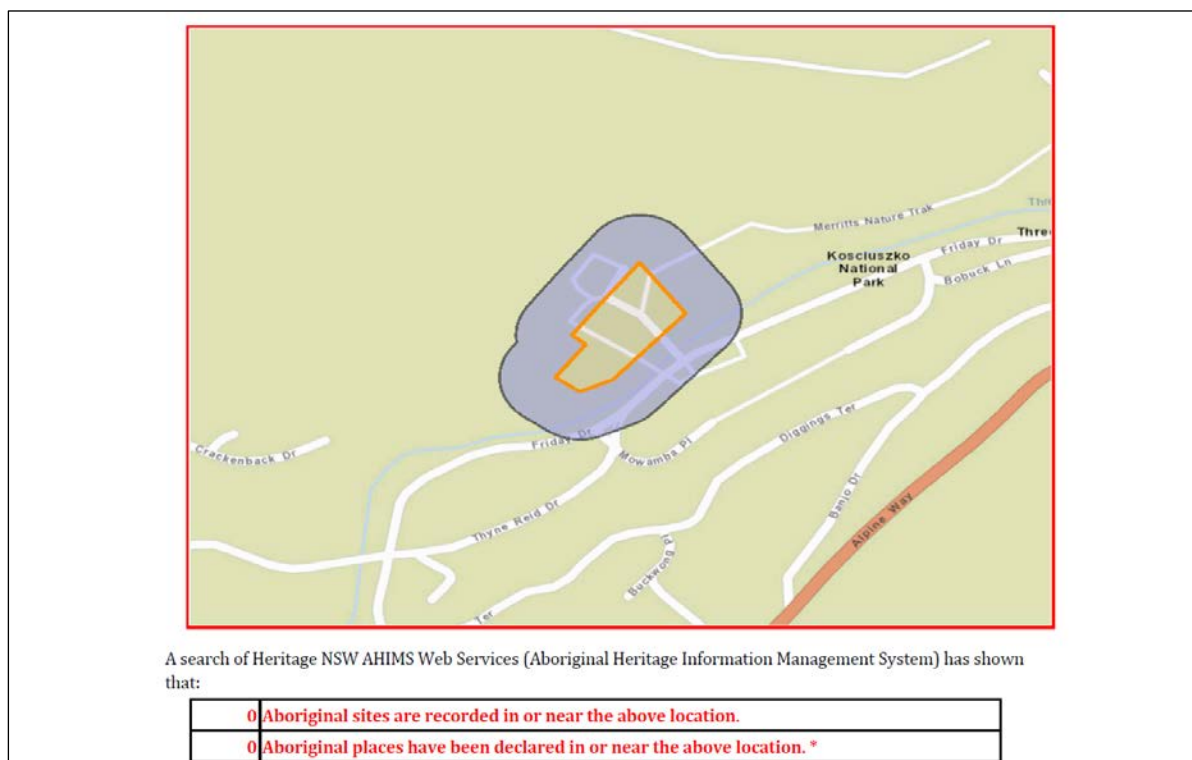 Merritts Nature Trak
Thre
Three
Kosciuszko
National
Park
Friday Dr
Bobuck Ln
Crackenback Dr
Friday Dr
Mowamba Pl
Diggings Ter
Thyne Reid Dr
Banjo Dr
Alpine Way
Buckwong Pl
Ter
A search of Heritage NSW AHIMS Web Services (Aboriginal Heritage Information Management System) has shown
that:
0 Aboriginal sites are recorded in or near the above location.
0 Aboriginal places have been declared in or near the above location. *